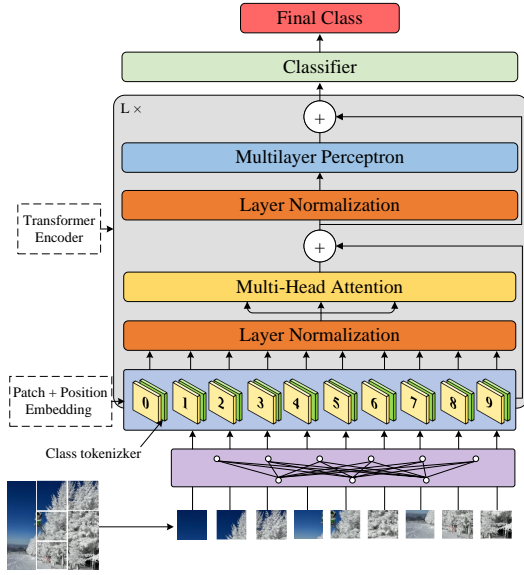 Final Class
Classifier
L ×
Multilayer Perceptron
Layer Normalization
Transformer
Encoder
Multi-Head Attention
Layer Normalization
Patch + Position
Embedding
0 1 2 3 4 5 6 7 8 9
Class tokenizker